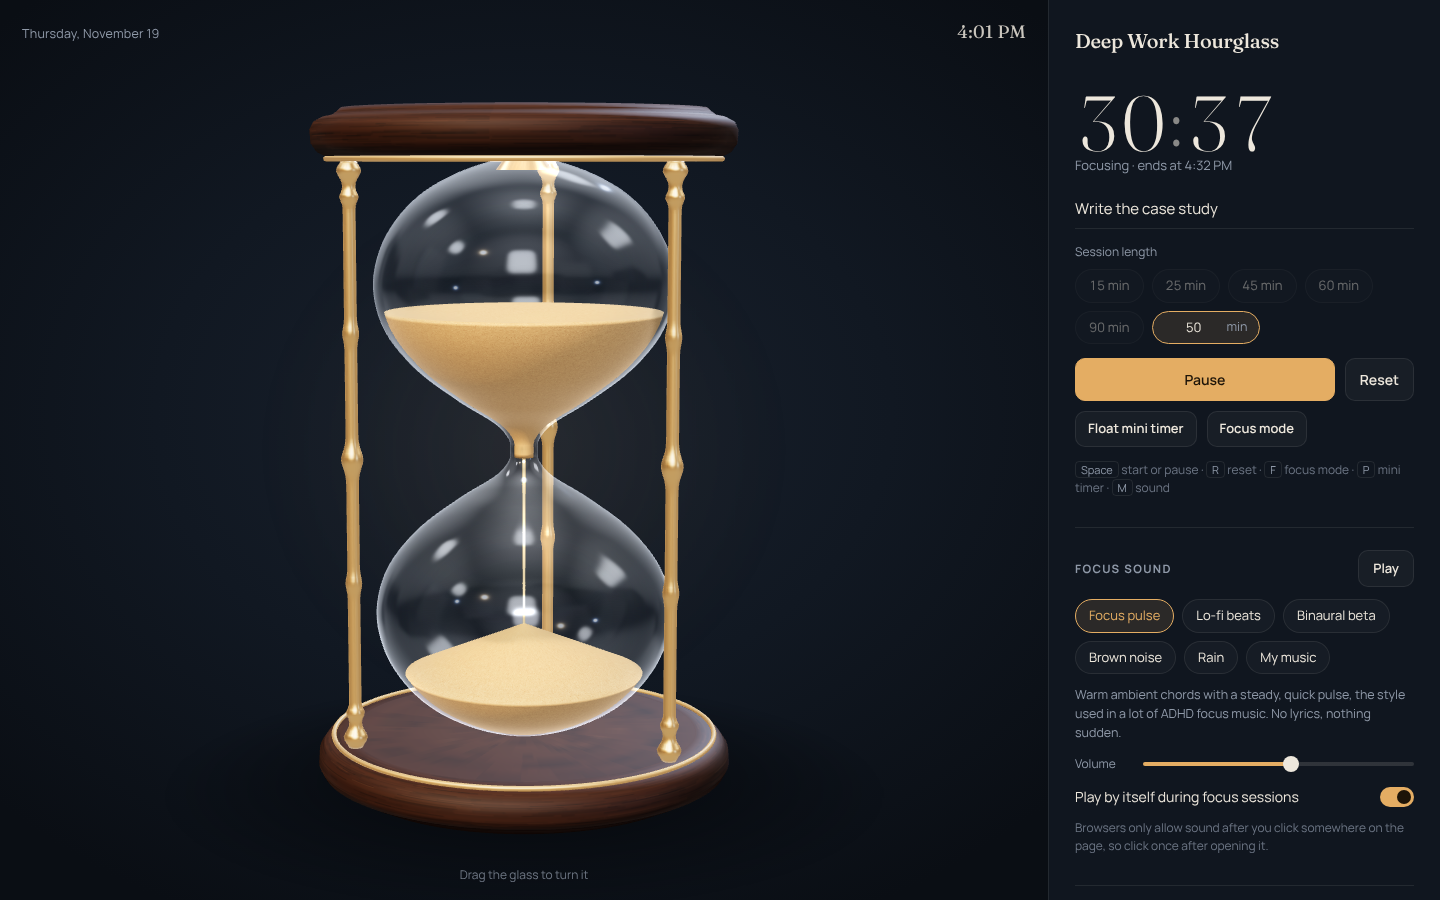 Thursday, November 19
4:01 PM
Drag the glass to turn it
Deep Work Hourglass
30:37
Focusing · ends at 4:32 PM
Write the case study
Session length
15 min 25 min 45 min 60 min
90 min 50 min
Pause Reset
Float mini timer Focus mode
Space start or pause · R reset · F focus mode · P mini
timer · M sound
FOCUS SOUND Play
Focus pulse Lo-fi beats Binaural beta
Brown noise Rain My music
Warm ambient chords with a steady, quick pulse, the style
used in a lot of ADHD focus music. No lyrics, nothing
sudden.
Volume
Play by itself during focus sessions
Browsers only allow sound after you click somewhere on the
page, so click once after opening it.